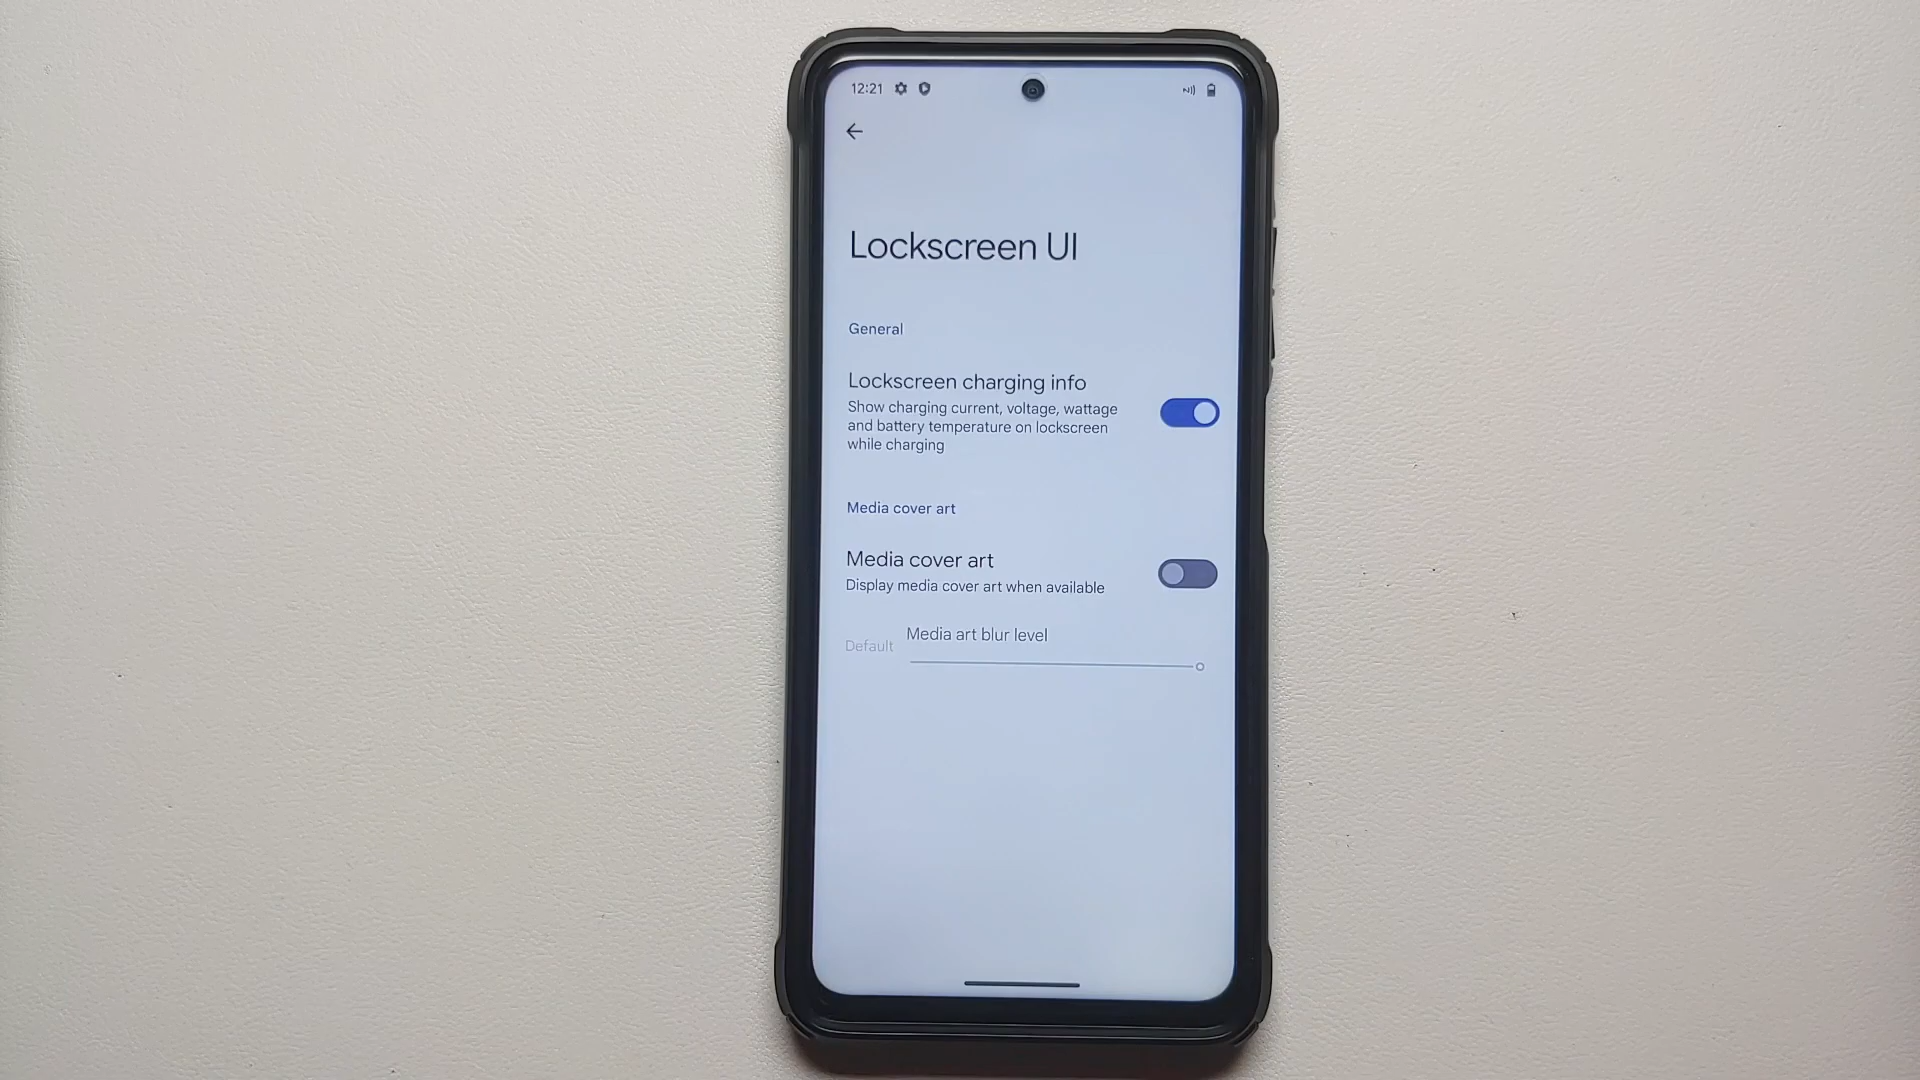 12:21
Lockscreen UI
General
Lockscreen charging info
Show charging current, voltage, wattage
and battery temperature on lockscreen
while charging
Media cover art
Media cover art
Display media cover art when available
Default
Media art blur level